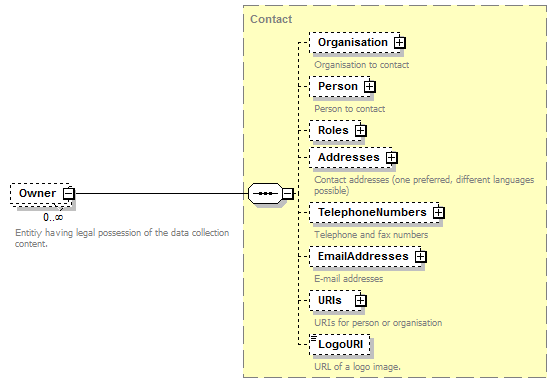 Contact
Organisation
Organisation to contact
Person
Person to contact
Roles
Addresses
Contact addresses (one preferred, different languages
possible)
Owner
0..∞
Entitiy having legal possession of the data collection
content.
TelephoneNumbers
Telephone and fax numbers
EmailAddresses
E-mail addresses
URIs
URIs for person or organisation
LogoURI
URL of a logo image.